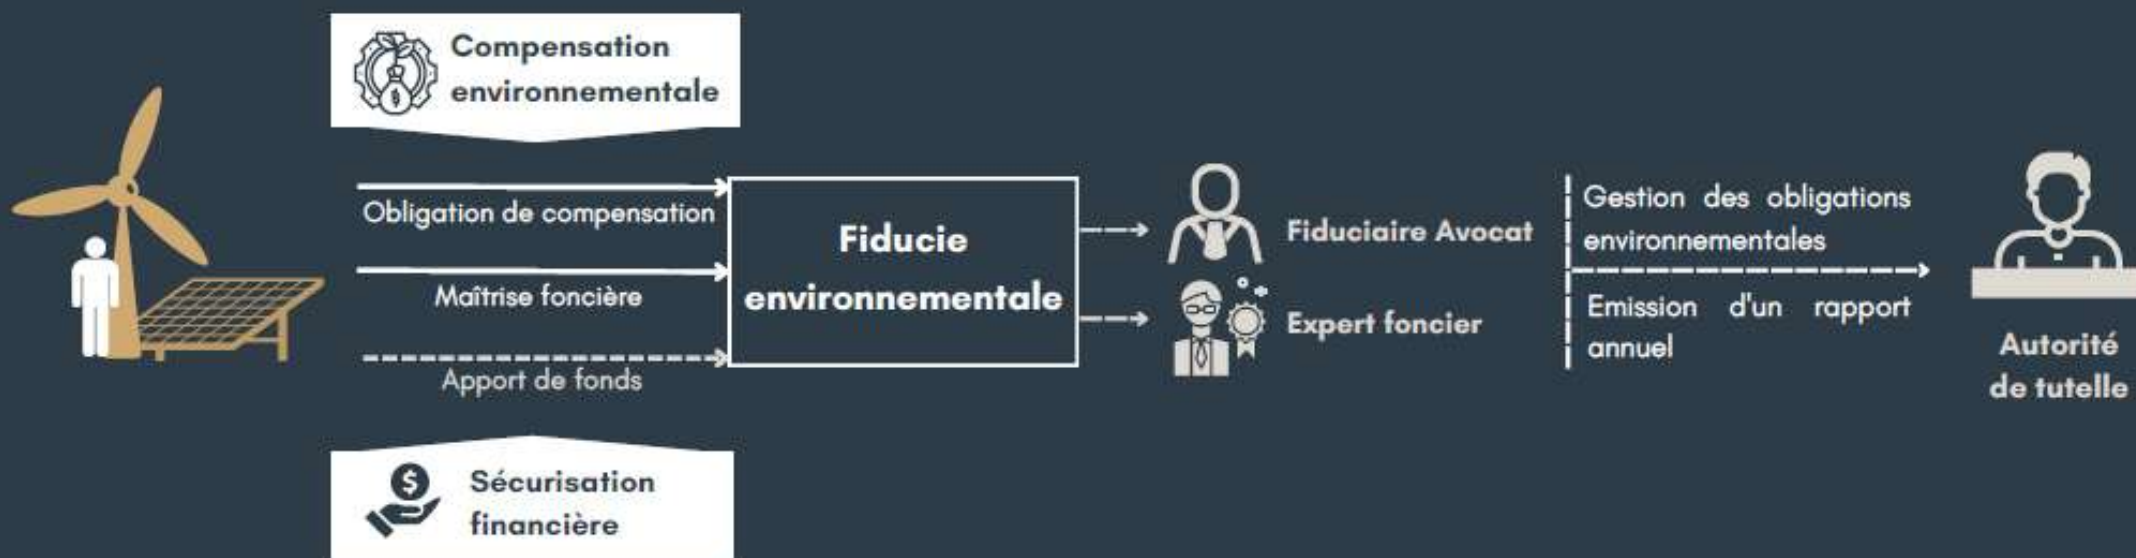 Compensation
environnementale
Obligation de compensation
Maîtrise foncière
Apport de fonds
Sécurisation
financière
Fiducie
environnementale
Fiduciaire Avocat
Expert foncier
Gestion des obligations
environnementales
Emission d'un rapport
annuel
Autorité
de tutelle